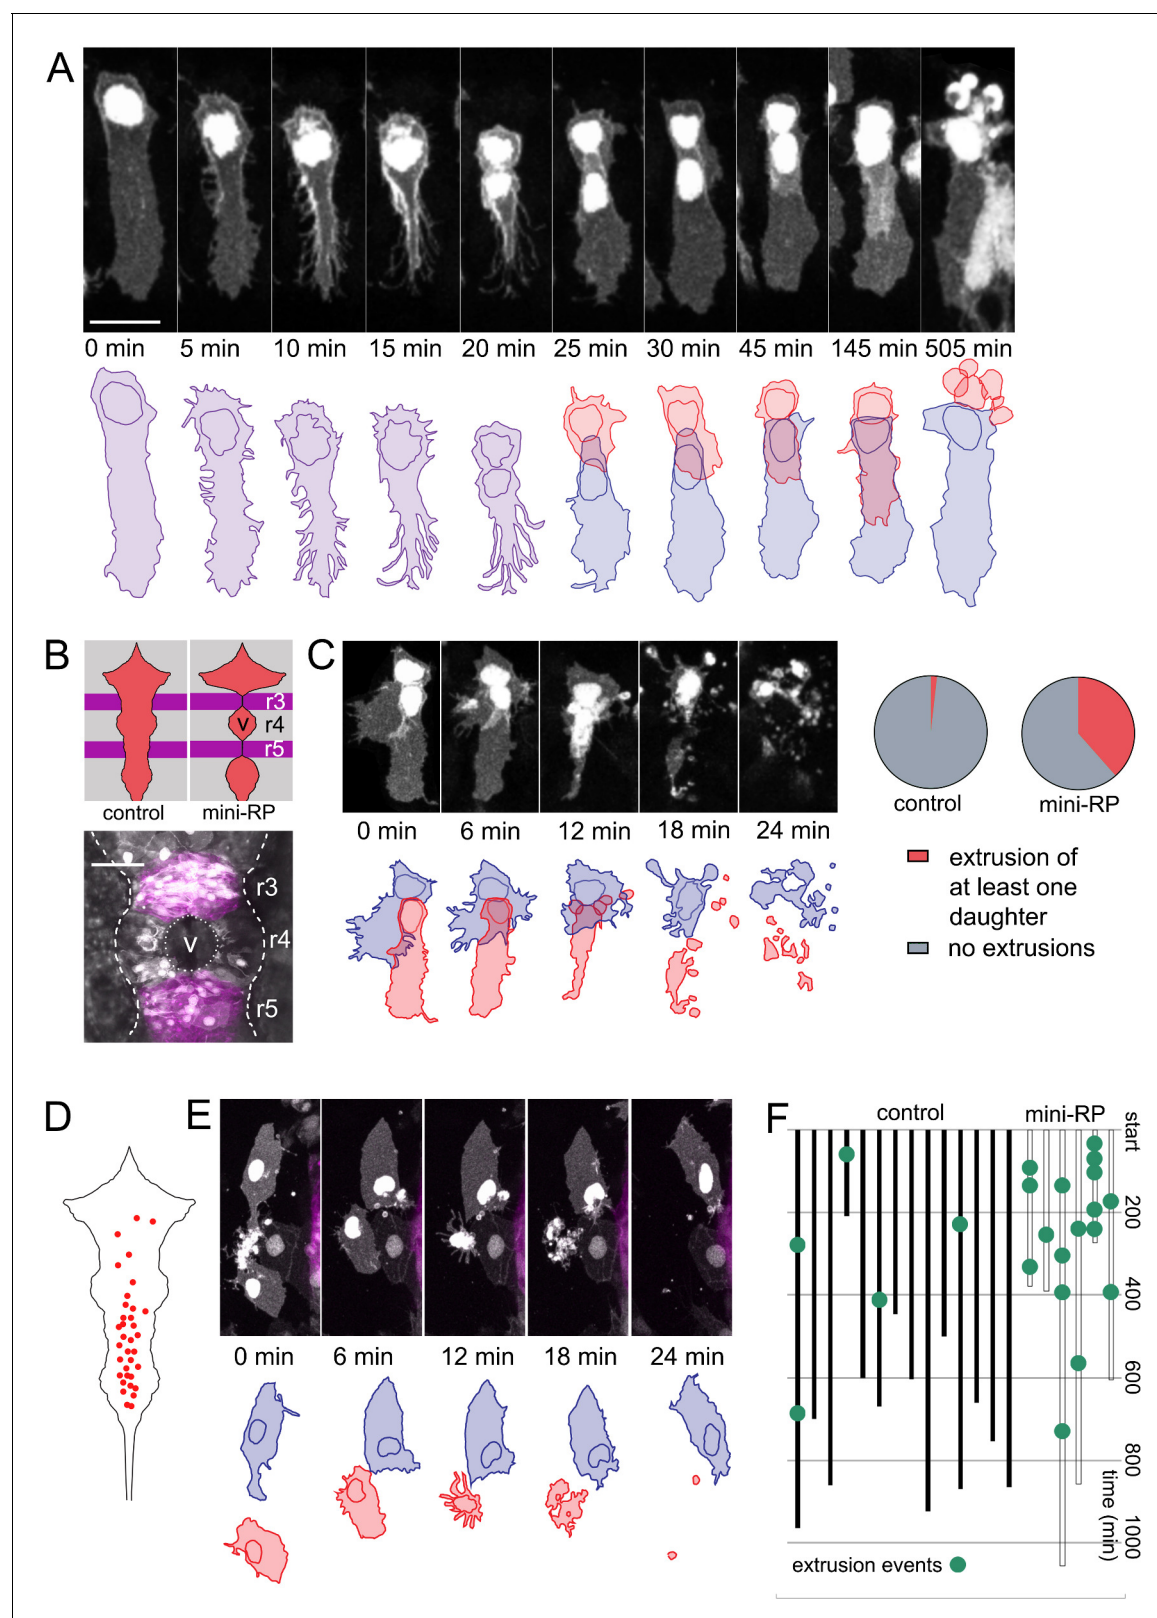 A
0 min 5 min 10 min 15 min 20 min 25 min 30 min 45 min 145 min 505 min
B
r3
v r4
r5
control mini-RP
r3
v r4
r5
C
0 min 6 min 12 min 18 min 24 min
control mini-RP
extrusion of
at least one
daughter
no extrusions
D
E
0 min 6 min 12 min 18 min 24 min
F
control mini-RP
start
200
400
600
800
1000
time (min)
extrusion events